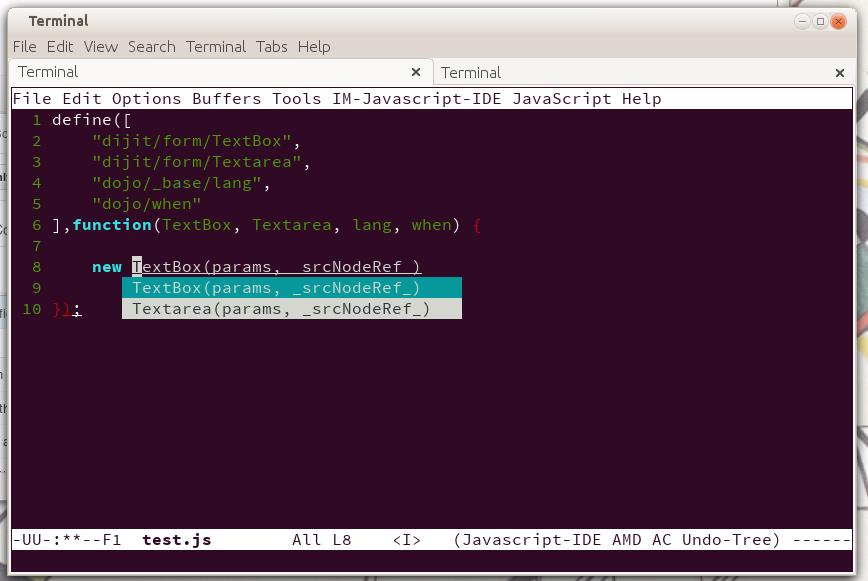 Terminal
File Edit View Search Terminal Tabs Help
Terminal × Terminal ×
File Edit Options Buffers Tools IM-Javascript-IDE JavaScript Help
1 define([
2     "dijit/form/TextBox",
3     "dijit/form/Textarea",
4     "dojo/_base/lang",
5     "dojo/when"
6 ],function(TextBox, Textarea, lang, when) {
7
8     new TextBox(params, _srcNodeRef_)
9         TextBox(params, _srcNodeRef_)
10 });     Textarea(params, _srcNodeRef_)
-UU-:**--F1  test.js        All L8    <I>   (Javascript-IDE AMD AC Undo-Tree) ------